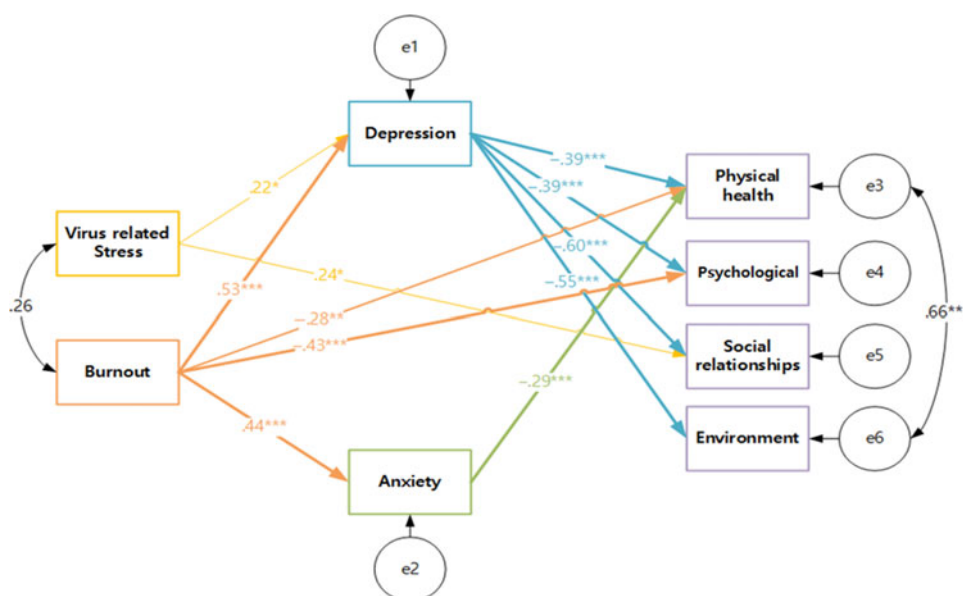 e1
Depression
-.39***
Physical
health
e3
.22*
-.39***
Virus related
Stress
-.60***
Psychological
e4
.24*
.53***
-.55***
.26
-.28**
.66**
Burnout
-.43***
Social
relationships
e5
-.29***
.44***
Environment
e6
Anxiety
e2